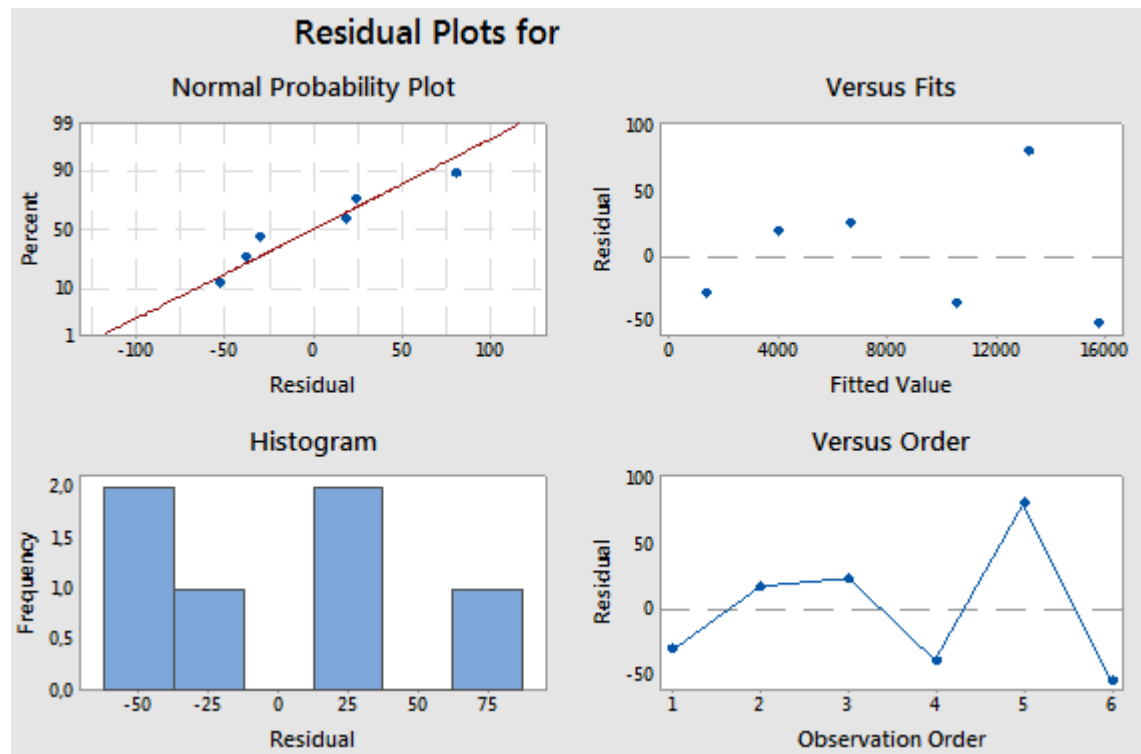 Residual Plots for
Normal Probability Plot
99
90
50
10
1
Percent
-100 -50 0 50 100
Residual
Versus Fits
100
50
0
-50
Residual
0 4000 8000 12000 16000
Fitted Value
Histogram
2,0
1,5
1,0
0,5
0,0
Frequency
-50 -25 0 25 50 75
Residual
Versus Order
100
50
0
-50
Residual
1 2 3 4 5 6
Observation Order